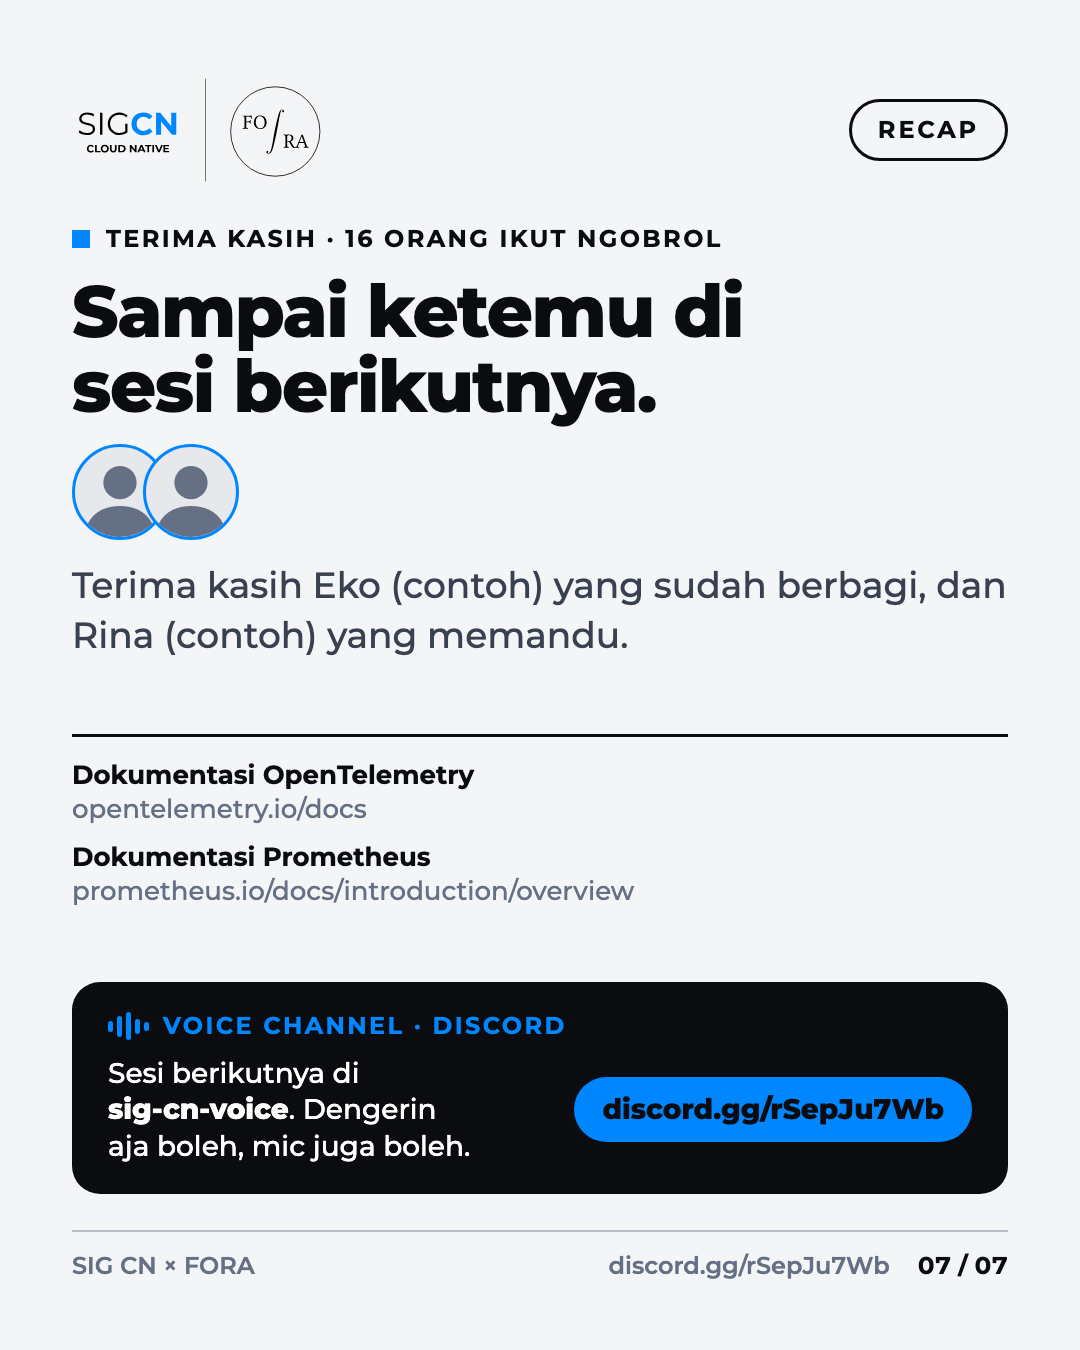 SIGCN
CLOUD NATIVE
FO RA
RECAP
TERIMA KASIH · 16 ORANG IKUT NGOBROL
Sampai ketemu di
sesi berikutnya.
Terima kasih Eko (contoh) yang sudah berbagi, dan
Rina (contoh) yang memandu.
Dokumentasi OpenTelemetry
opentelemetry.io/docs
Dokumentasi Prometheus
prometheus.io/docs/introduction/overview
VOICE CHANNEL · DISCORD
Sesi berikutnya di
sig-cn-voice. Dengerin
aja boleh, mic juga boleh.
discord.gg/rSepJu7Wb
SIG CN × FORA
discord.gg/rSepJu7Wb
07 / 07